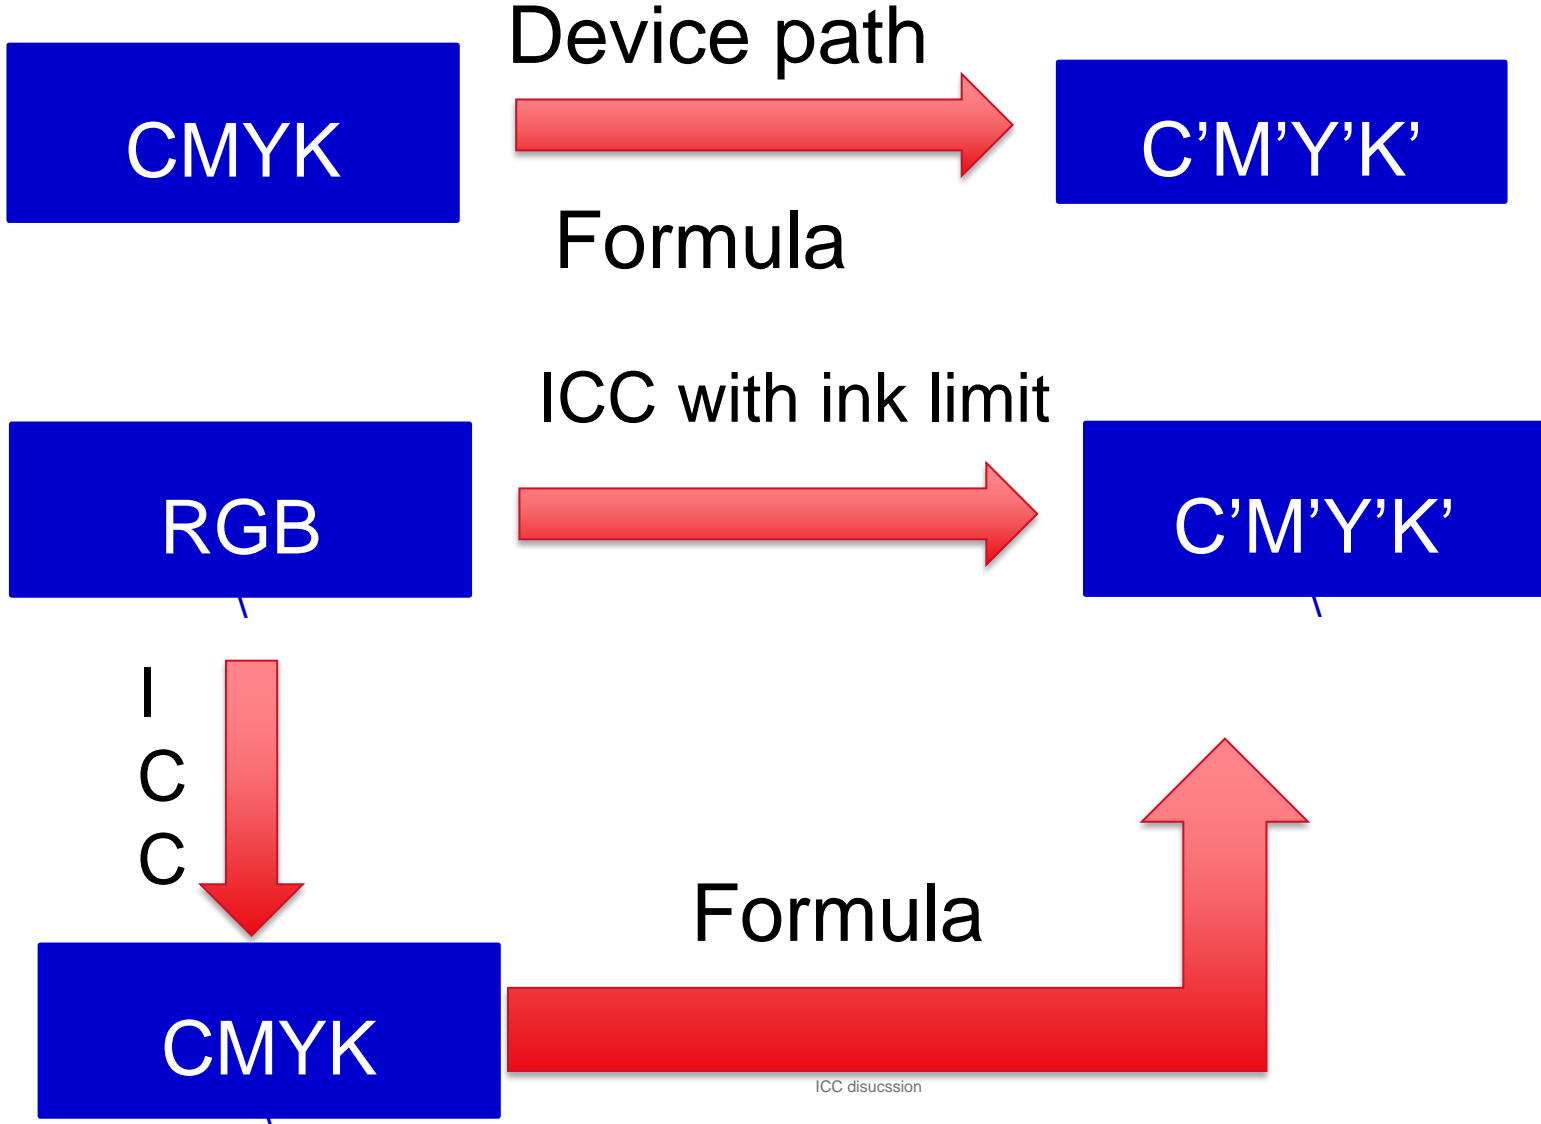 Device path
CMYK
C’M’Y’K’
Formula
ICC with ink limit
RGB
C’M’Y’K’
I
C
C
Formula
CMYK
ICC disucssion